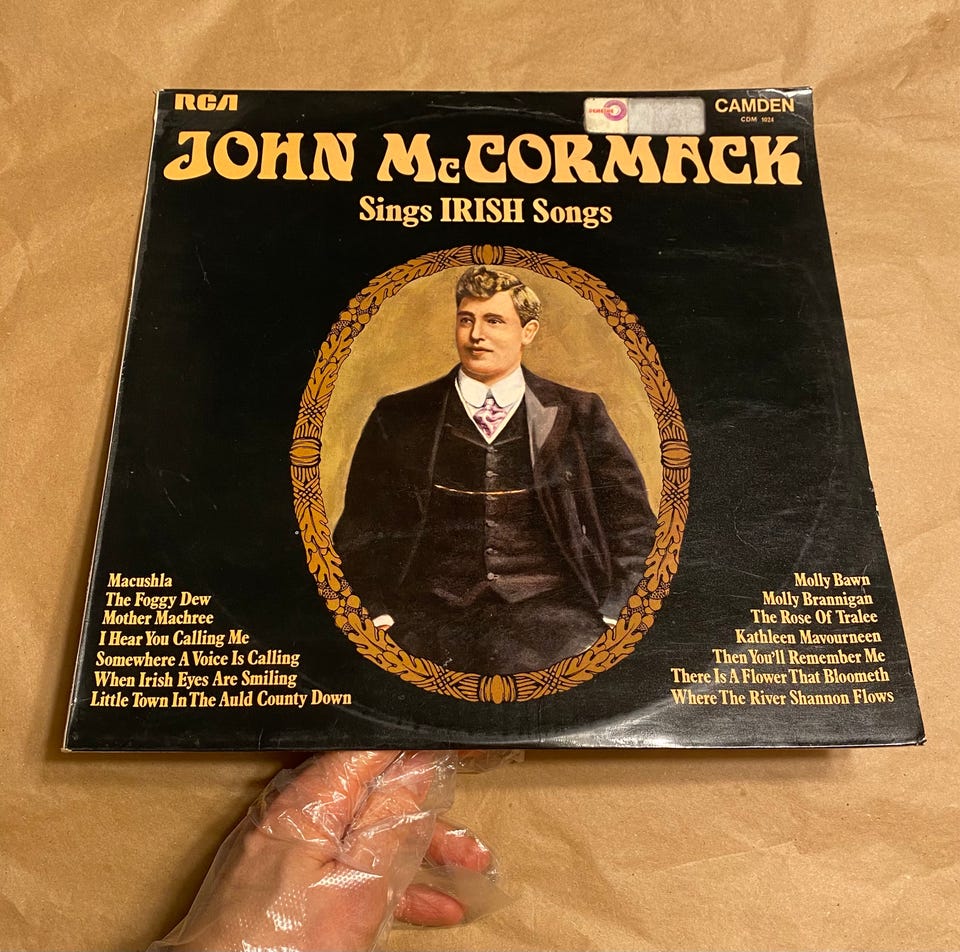 RCA
CAMDEN
CDM 1024
JOHN McCORMACK
Sings IRISH Songs
Macushla
The Foggy Dew
Mother Machree
I Hear You Calling Me
Somewhere A Voice Is Calling
When Irish Eyes Are Smiling
Little Town In The Auld County Down
Molly Bawn
Molly Brannigan
The Rose Of Tralee
Kathleen Mavourneen
Then You'll Remember Me
There Is A Flower That Bloometh
Where The River Shannon Flows